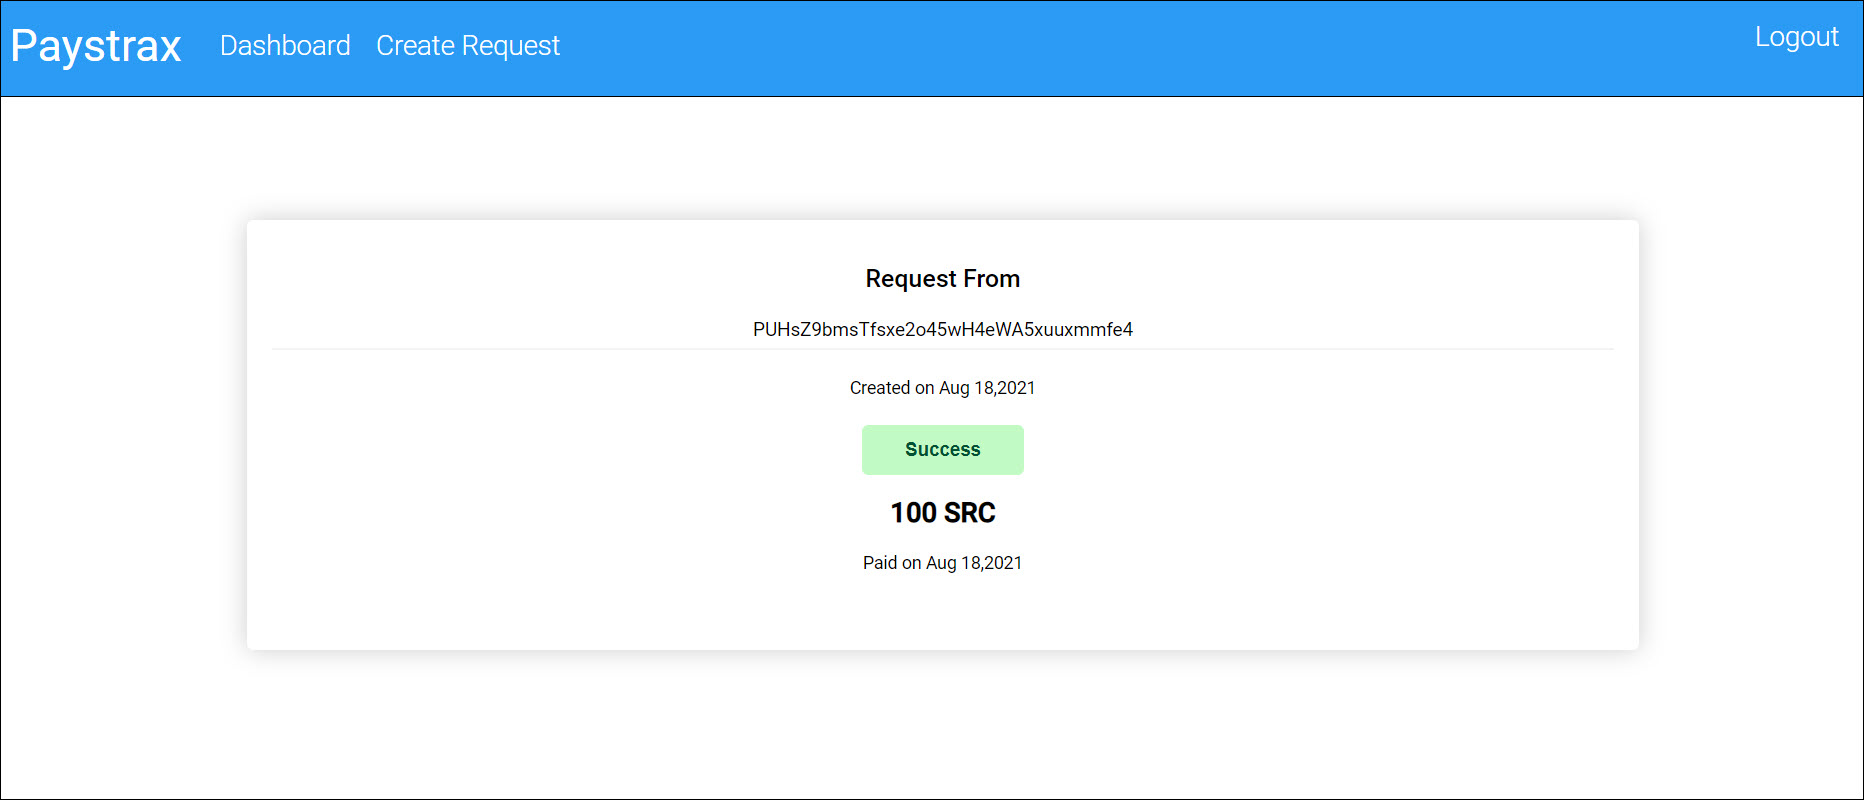 Paystrax Dashboard Create Request Logout
Request From
PUHsZ9bmsTfsxe2o45wH4eWA5xuuxmmfe4
Created on Aug 18,2021
Success
100 SRC
Paid on Aug 18,2021